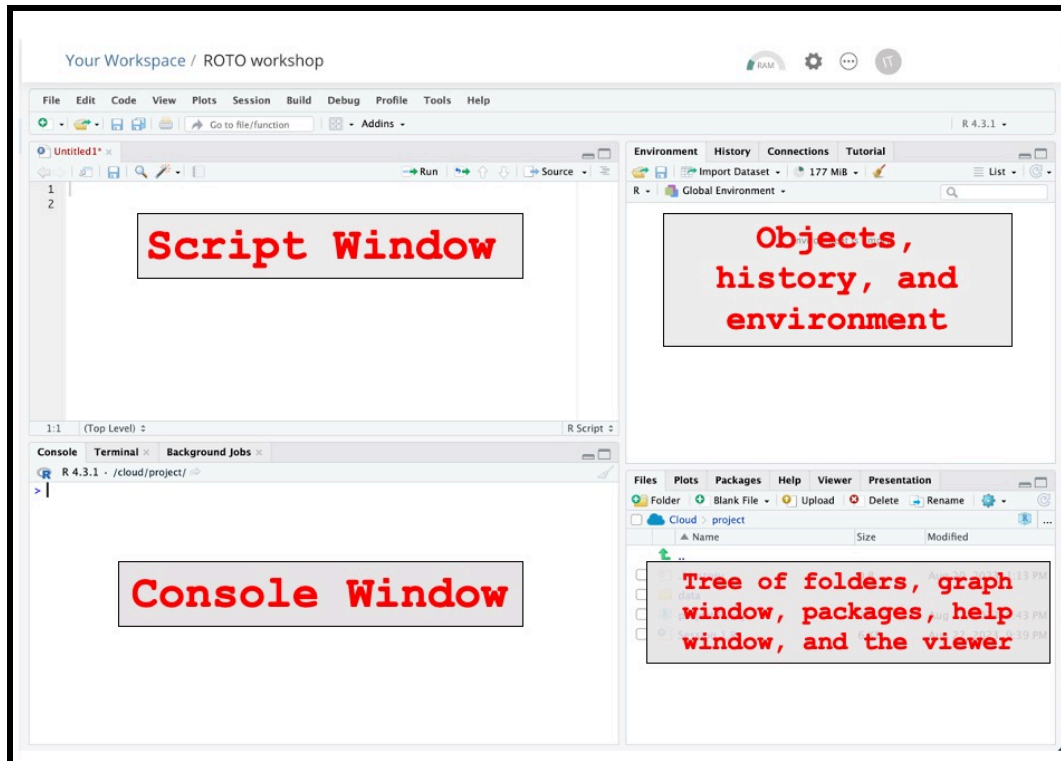 Your Workspace / ROTO workshop
RAM
IT
File Edit Code View Plots Session Build Debug Profile Tools Help
Go to file/function Addins
R 4.3.1
Untitled1*
Run Source
1
2
Script Window
1:1 (Top Level) R Script
Environment History Connections Tutorial
Import Dataset 177 MiB List
R Global Environment
Objects,
history, and
environment
Console Terminal Background Jobs
R R 4.3.1 · /cloud/project/
>
Console Window
Files Plots Packages Help Viewer Presentation
Folder Blank File Upload Delete Rename
Cloud project ...
Name Size Modified
..
Tree of folders, graph
window, packages, help
window, and the viewer